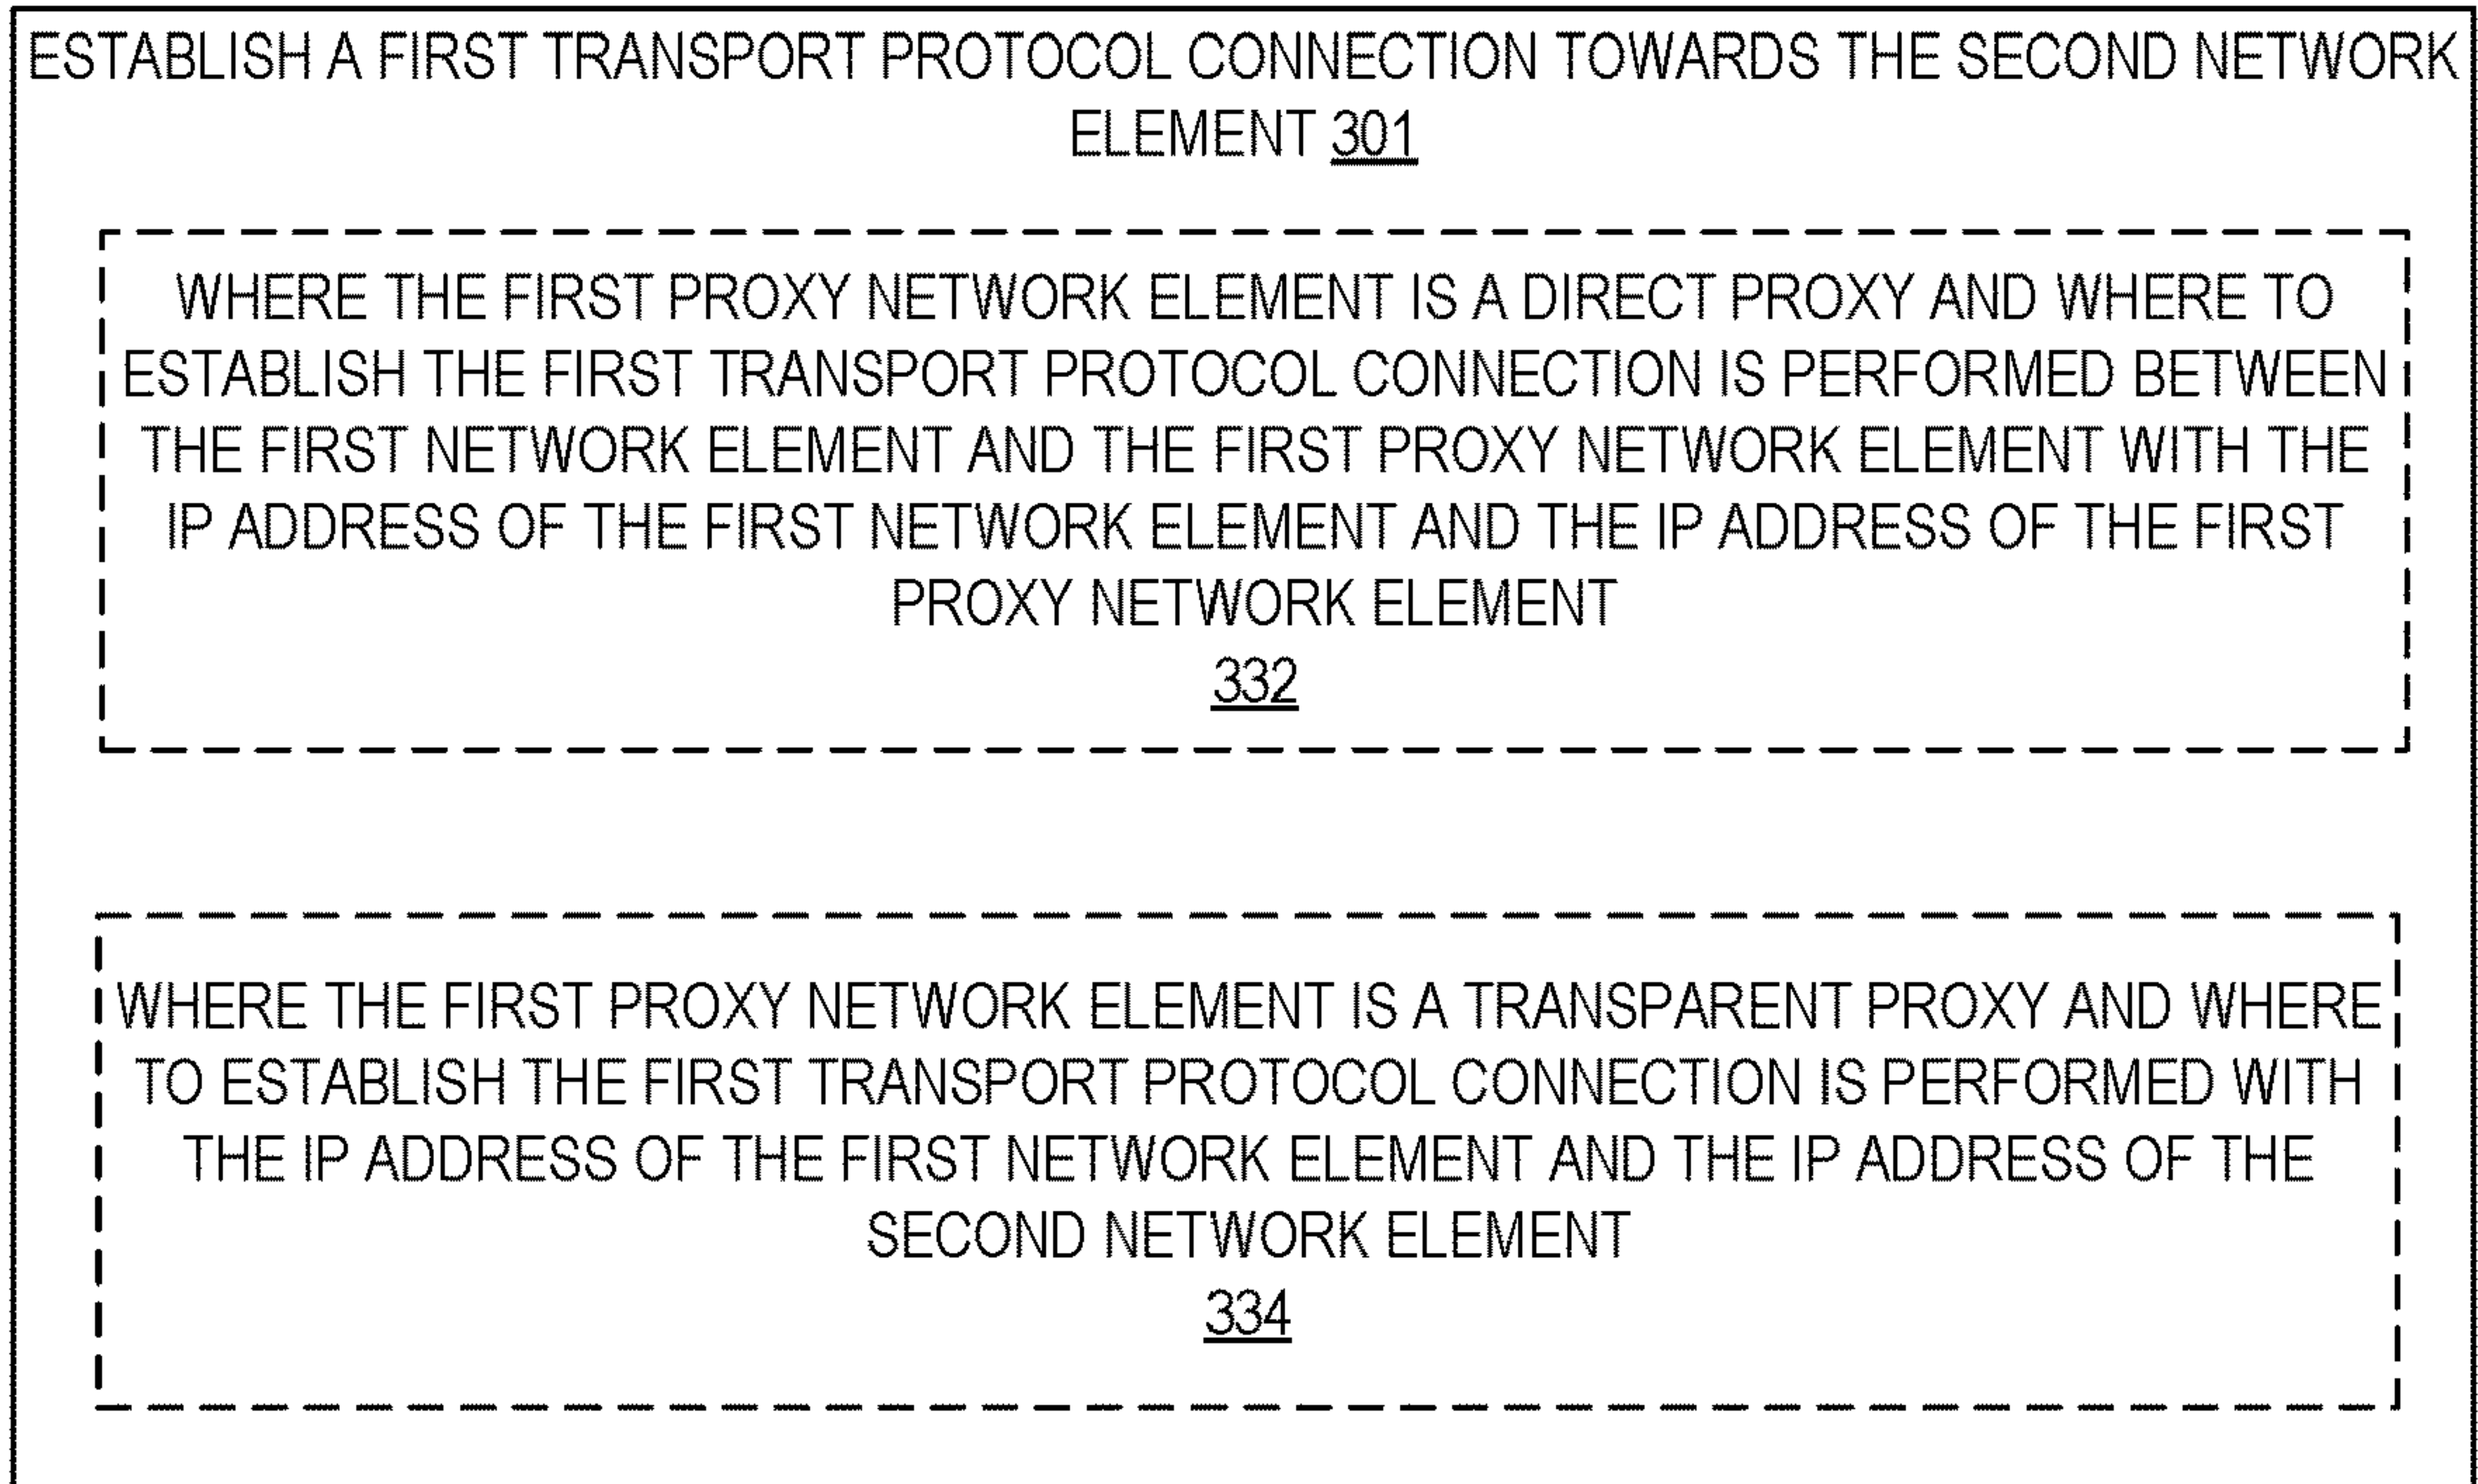 ESTABLISH A FIRST TRANSPORT PROTOCOL CONNECTION TOWARDS THE SECOND NETWORK
ELEMENT 301
WHERE THE FIRST PROXY NETWORK ELEMENT IS A DIRECT PROXY AND WHERE TO
ESTABLISH THE FIRST TRANSPORT PROTOCOL CONNECTION IS PERFORMED BETWEEN
THE FIRST NETWORK ELEMENT AND THE FIRST PROXY NETWORK ELEMENT WITH THE
IP ADDRESS OF THE FIRST NETWORK ELEMENT AND THE IP ADDRESS OF THE FIRST
PROXY NETWORK ELEMENT
332
WHERE THE FIRST PROXY NETWORK ELEMENT IS A TRANSPARENT PROXY AND WHERE
TO ESTABLISH THE FIRST TRANSPORT PROTOCOL CONNECTION IS PERFORMED WITH
THE IP ADDRESS OF THE FIRST NETWORK ELEMENT AND THE IP ADDRESS OF THE
SECOND NETWORK ELEMENT
334